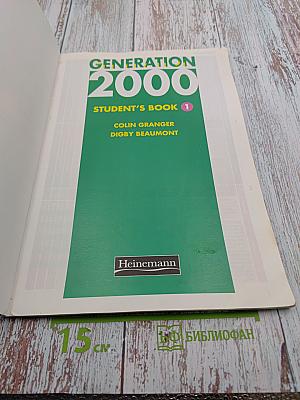 GENERATION
2000
STUDENT'S BOOK 1
COLIN GRANGER
DIGBY BEAUMONT
Heinemann
15 см.
БИБЛИОФАН